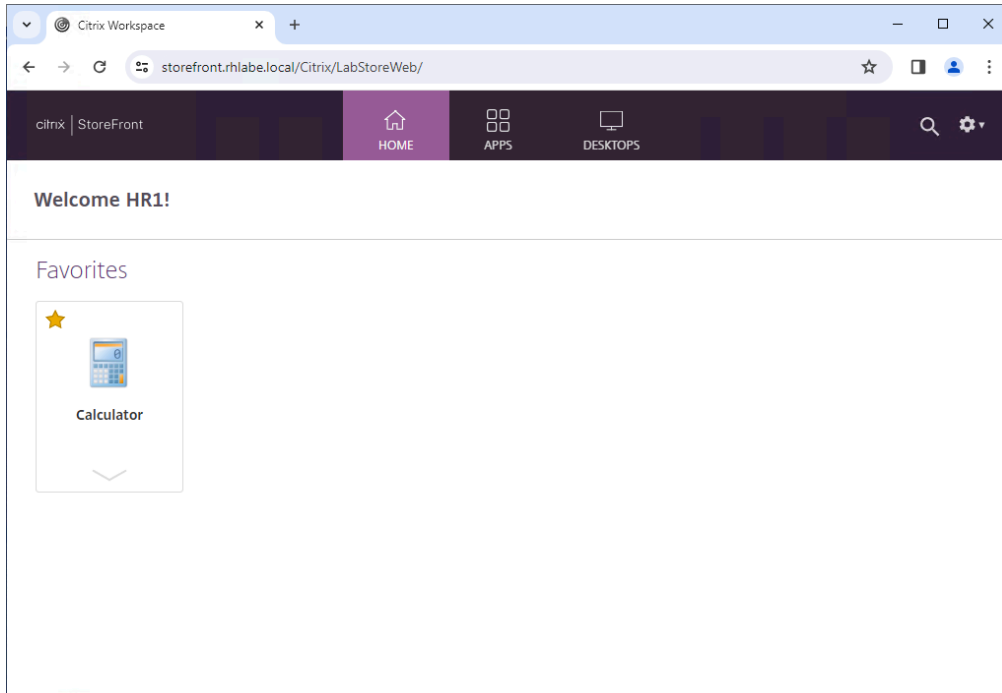 Citrix Workspace
storefront.rhlabe.local/Citrix/LabStoreWeb/
citrix | StoreFront
HOME
APPS
DESKTOPS
Welcome HR1!
Favorites
0
Calculator